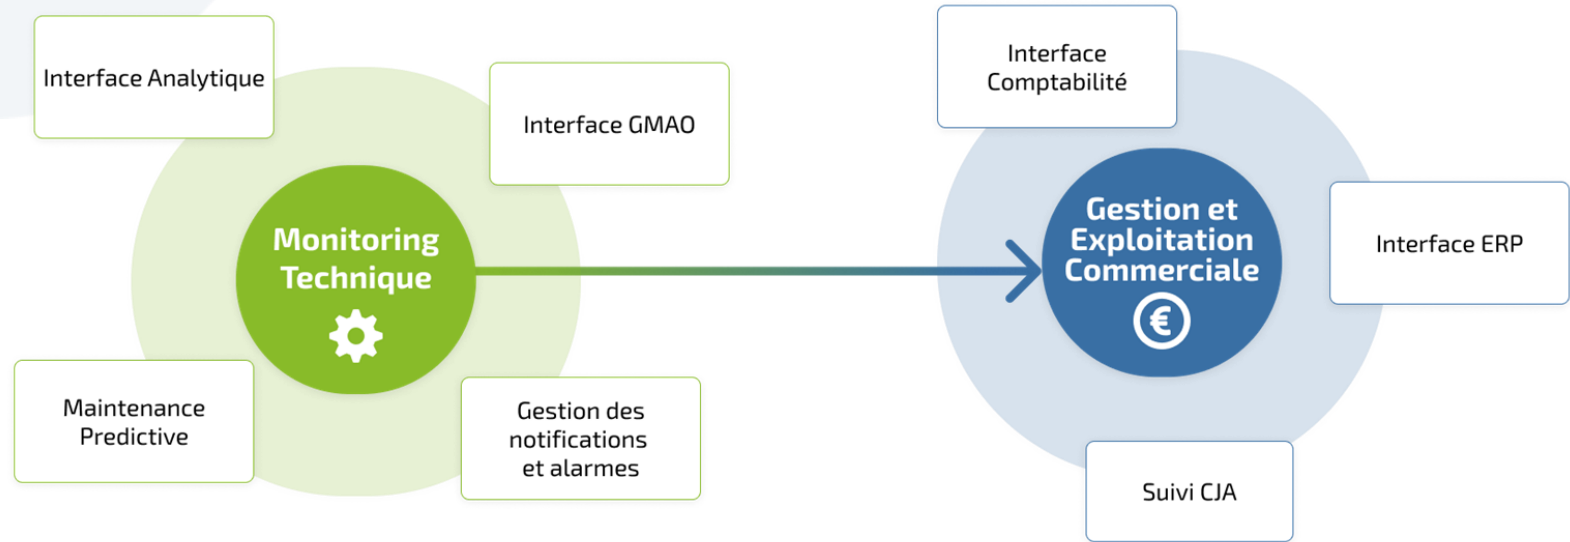 Interface Analytique
Interface GMAO
Monitoring
Technique
Maintenance
Predictive
Gestion des
notifications
et alarmes
Interface
Comptabilité
Gestion et
Exploitation
Commerciale
€
Interface ERP
Suivi CJA